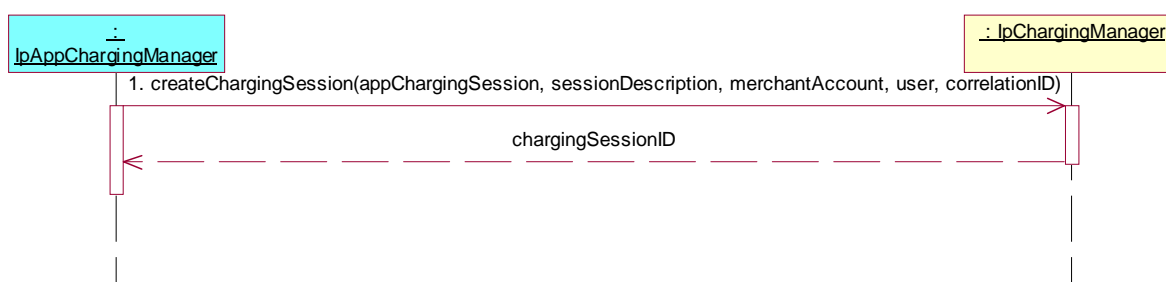 :
IpAppChargingManager
: IpChargingManager
1. createChargingSession(appChargingSession, sessionDescription, merchantAccount, user, correlationID)
chargingSessionID